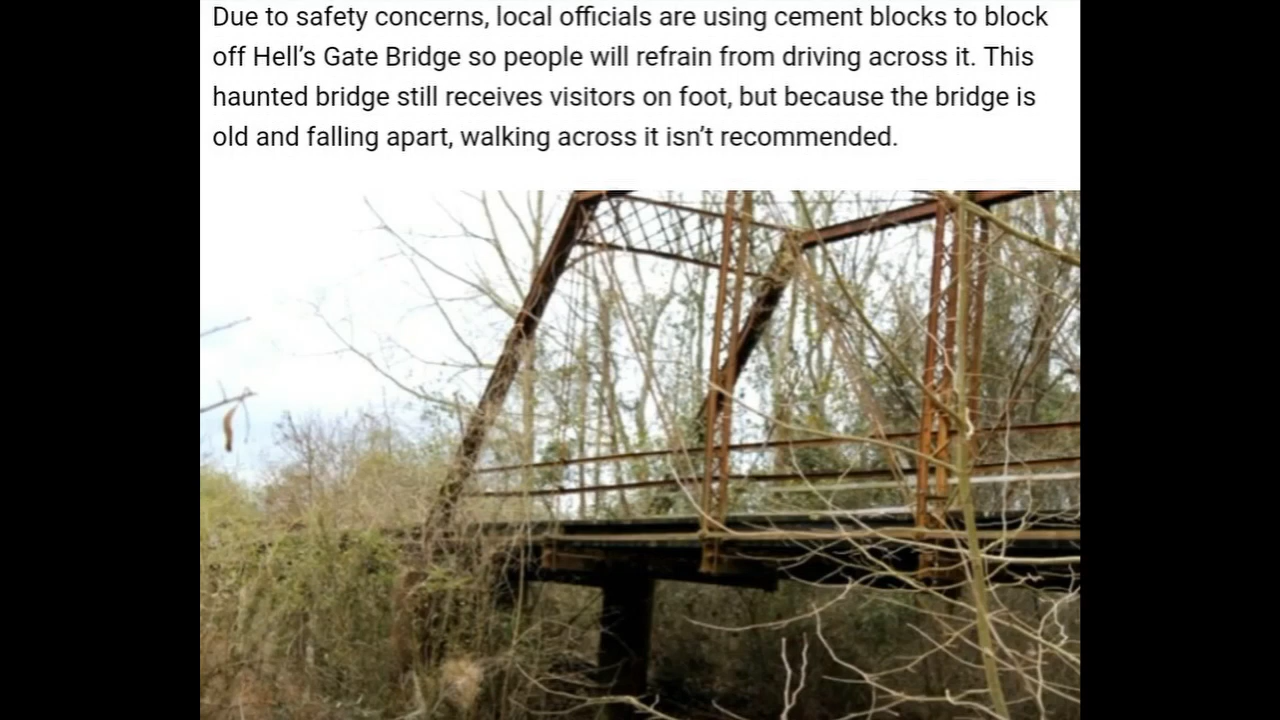 Due to safety concerns, local officials are using cement blocks to block
off Hell’s Gate Bridge so people will refrain from driving across it. This
haunted bridge still receives visitors on foot, but because the bridge is
old and falling apart, walking across it isn’t recommended.